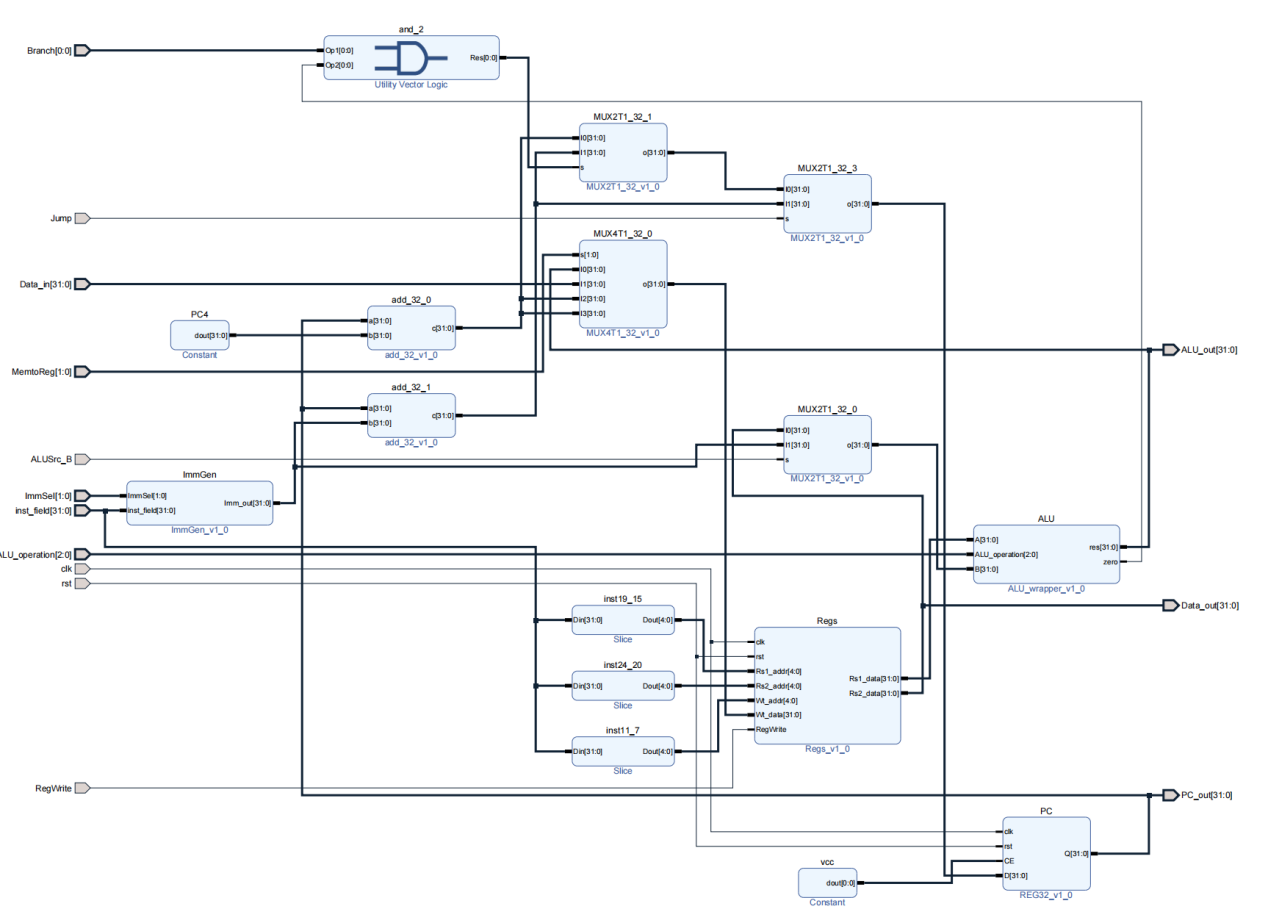 and_2
Branch[0:0]
Op1[0:0]
Op2[0:0]
Res[0:0]
Utility Vector Logic
MUX2T1_32_1
I0[31:0]
I1[31:0]
s
o[31:0]
MUX2T1_32_v1_0
MUX2T1_32_3
I0[31:0]
I1[31:0]
s
o[31:0]
MUX2T1_32_v1_0
Jump
MUX4T1_32_0
s[1:0]
I0[31:0]
I1[31:0]
I2[31:0]
I3[31:0]
o[31:0]
MUX4T1_32_v1_0
Data_in[31:0]
PC4
dout[31:0]
Constant
add_32_0
a[31:0]
b[31:0]
c[31:0]
add_32_v1_0
ALU_out[31:0]
MemtoReg[1:0]
add_32_1
a[31:0]
b[31:0]
c[31:0]
add_32_v1_0
MUX2T1_32_0
I0[31:0]
I1[31:0]
s
o[31:0]
MUX2T1_32_v1_0
ALUSrc_B
ImmGen
ImmSel[1:0]
inst_field[31:0]
ImmSel[1:0]
inst_field[31:0]
Imm_out[31:0]
ImmGen_v1_0
ALU
A[31:0]
ALU_operation[2:0]
B[31:0]
res[31:0]
zero
ALU_wrapper_v1_0
ALU_operation[2:0]
clk
rst
Data_out[31:0]
inst19_15
Din[31:0]
Dout[4:0]
Slice
inst24_20
Din[31:0]
Dout[4:0]
Slice
inst11_7
Din[31:0]
Dout[4:0]
Slice
Regs
clk
rst
Rs1_addr[4:0]
Rs2_addr[4:0]
Wt_addr[4:0]
Wt_data[31:0]
RegWrite
Rs1_data[31:0]
Rs2_data[31:0]
Regs_v1_0
RegWrite
PC_out[31:0]
PC
clk
rst
CE
D[31:0]
Q[31:0]
REG32_v1_0
vcc
dout[0:0]
Constant